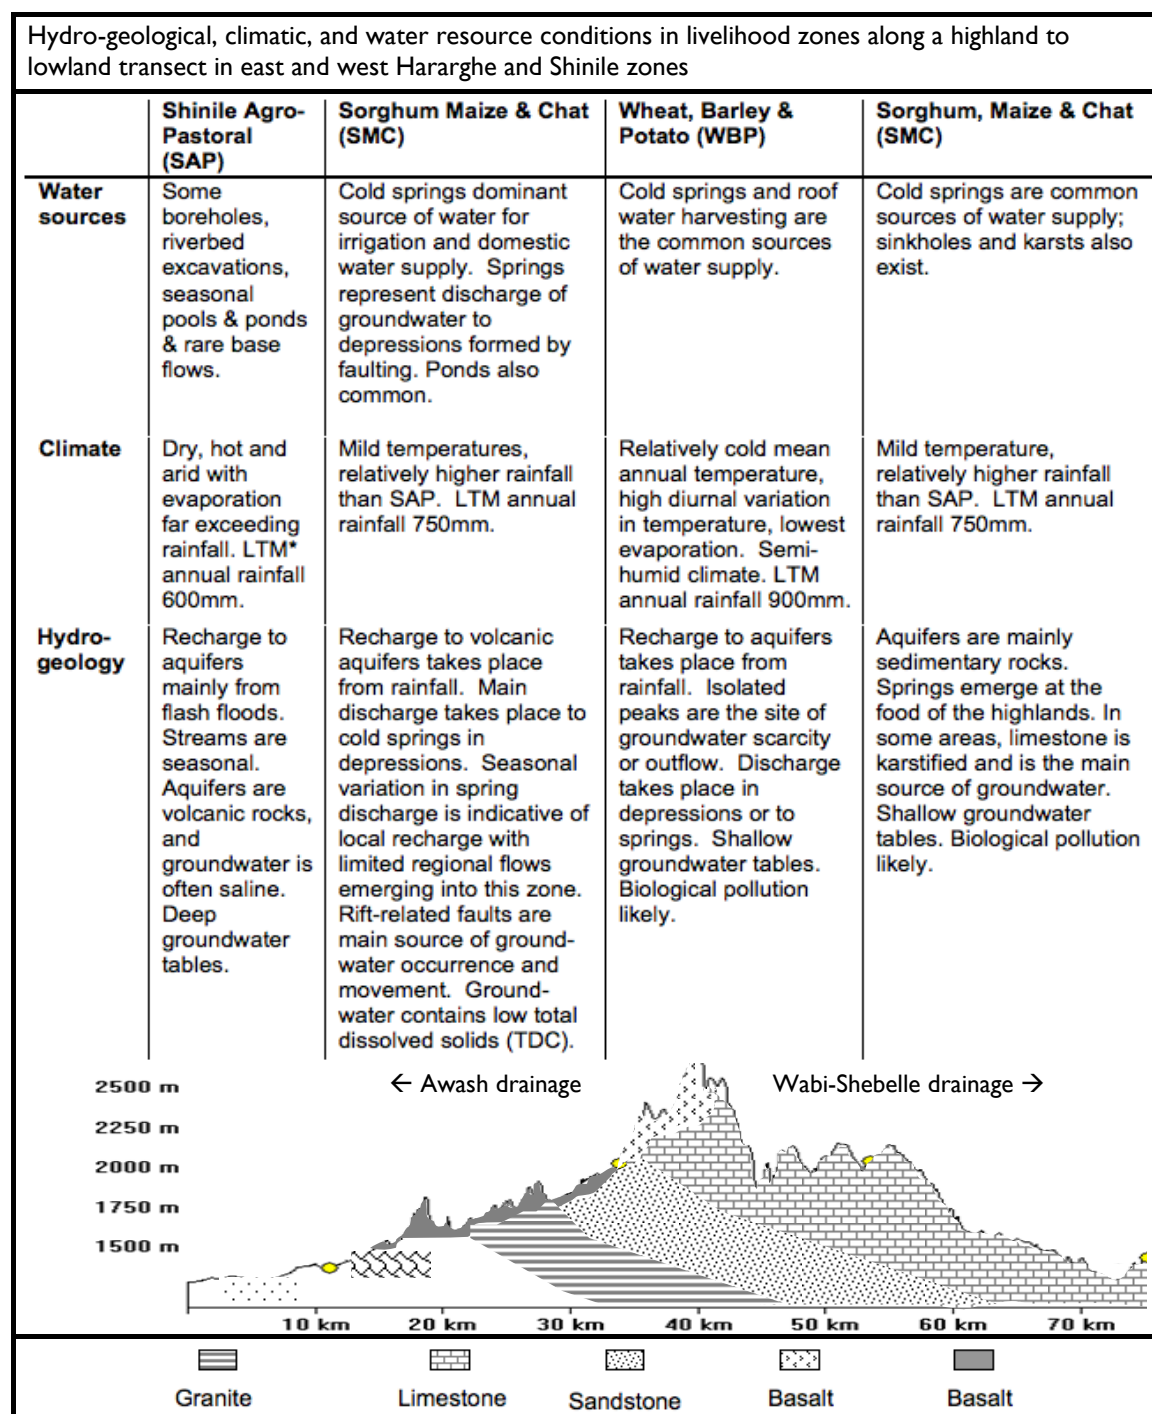 Hydro-geological, climatic, and water resource conditions in livelihood zones along a highland to
lowland transect in east and west Hararghe and Shinile zones
Shinile Agro-
Pastoral
(SAP)
Sorghum Maize & Chat
(SMC)
Wheat, Barley &
Potato (WBP)
Sorghum, Maize & Chat
(SMC)
Water
sources
Some
boreholes,
riverbed
excavations,
seasonal
pools & ponds
& rare base
flows.
Cold springs dominant
source of water for
irrigation and domestic
water supply. Springs
represent discharge of
groundwater to
depressions formed by
faulting. Ponds also
common.
Cold springs and roof
water harvesting are
the common sources
of water supply.
Cold springs are common
sources of water supply;
sinkholes and karsts also
exist.
Climate
Dry, hot and
arid with
evaporation
far exceeding
rainfall. LTM*
annual rainfall
600mm.
Mild temperatures,
relatively higher rainfall
than SAP. LTM annual
rainfall 750mm.
Relatively cold mean
annual temperature,
high diurnal variation
in temperature, lowest
evaporation. Semi-
humid climate. LTM
annual rainfall 900mm.
Mild temperature,
relatively higher rainfall
than SAP. LTM annual
rainfall 750mm.
Hydro-
geology
Recharge to
aquifers
mainly from
flash floods.
Streams are
seasonal.
Aquifers are
volcanic rocks,
and
groundwater is
often saline.
Deep
groundwater
tables.
Recharge to volcanic
aquifers takes place
from rainfall. Main
discharge takes place to
cold springs in
depressions. Seasonal
variation in spring
discharge is indicative of
local recharge with
limited regional flows
emerging into this zone.
Rift-related faults are
main source of ground-
water occurrence and
movement. Ground-
water contains low total
dissolved solids (TDC).
Recharge to aquifers
takes place from
rainfall. Isolated
peaks are the site of
groundwater scarcity
or outflow. Discharge
takes place in
depressions or to
springs. Shallow
groundwater tables.
Biological pollution
likely.
Aquifers are mainly
sedimentary rocks.
Springs emerge at the
food of the highlands. In
some areas, limestone is
karstified and is the main
source of groundwater.
Shallow groundwater
tables. Biological pollution
likely.
← Awash drainage
Wabi-Shebelle drainage →
2500 m
2250 m
2000 m
1750 m
1500 m
10 km
20 km
30 km
40 km
50 km
60 km
70 km
Granite
Limestone
Sandstone
Basalt
Basalt